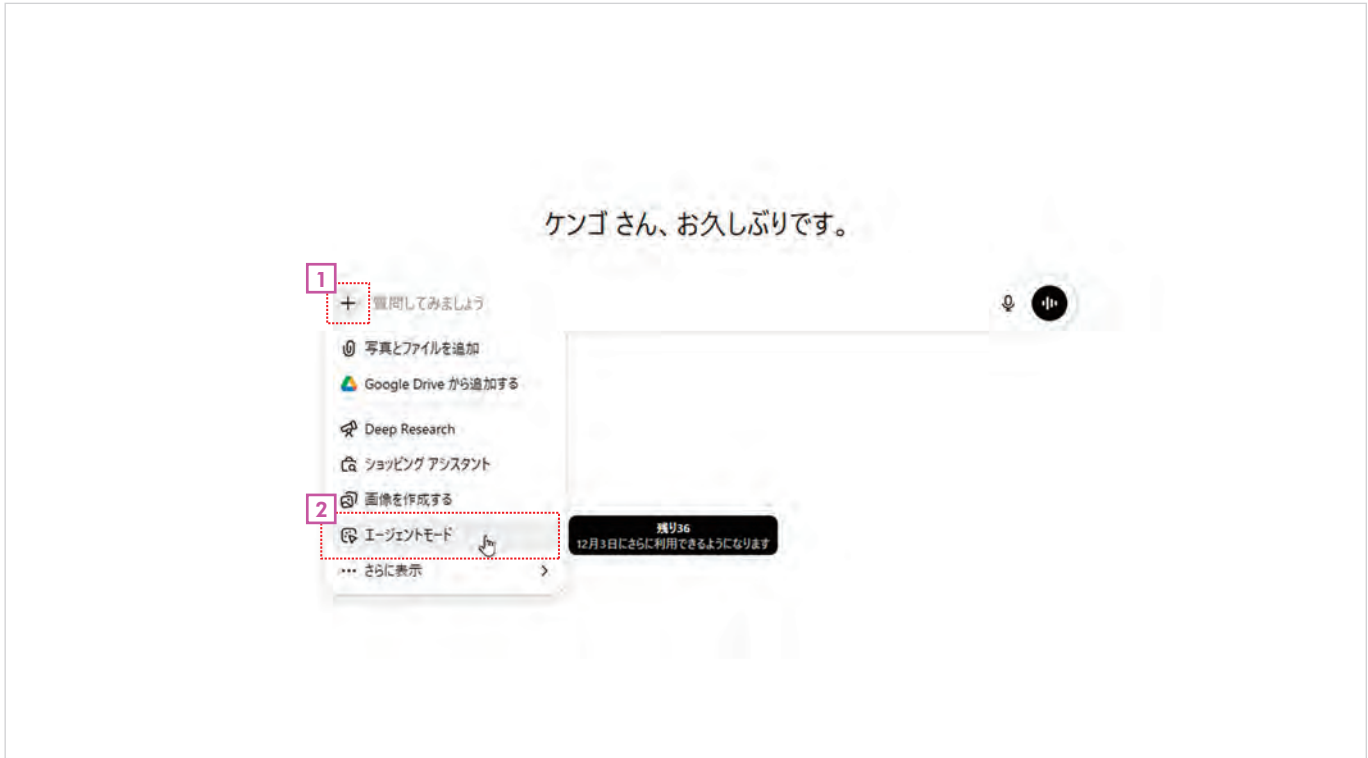 ケンゴ さん、お久しぶりです。
1
質問してみましょう
写真とファイルを追加
Google Drive から追加する
Deep Research
ショッピング アシスタント
画像を作成する
2
エージェントモード
残り36
12月3日にさらに利用できるようになります
さらに表示